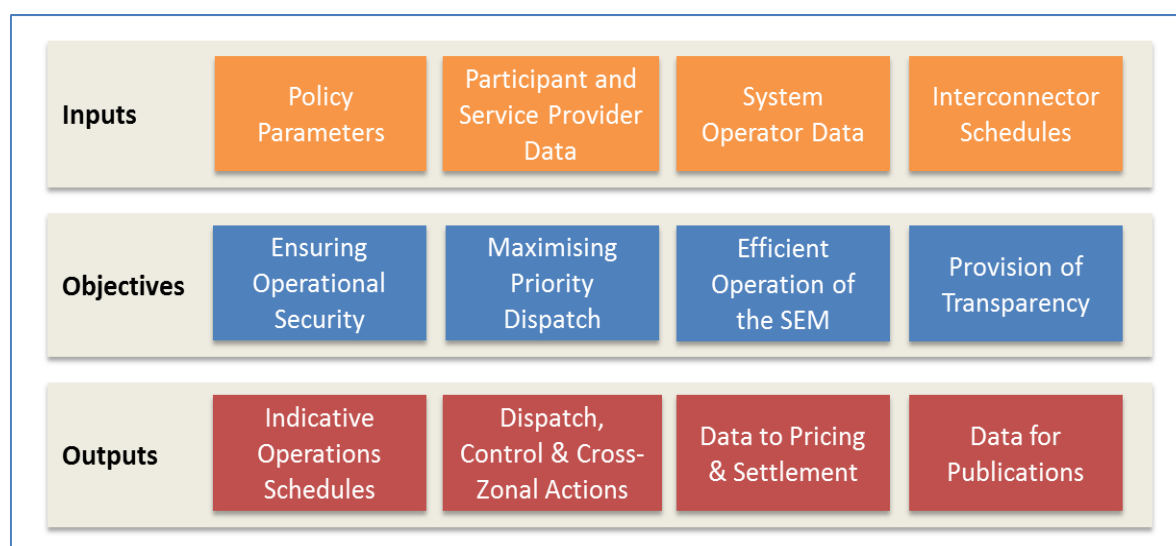 Inputs
Policy
Parameters
Participant and
Service Provider
Data
System
Operator Data
Interconnector
Schedules
Objectives
Ensuring
Operational
Security
Maximising
Priority
Dispatch
Efficient
Operation of
the SEM
Provision of
Transparency
Outputs
Indicative
Operations
Schedules
Dispatch,
Control & Cross-
Zonal Actions
Data to Pricing
& Settlement
Data for
Publications